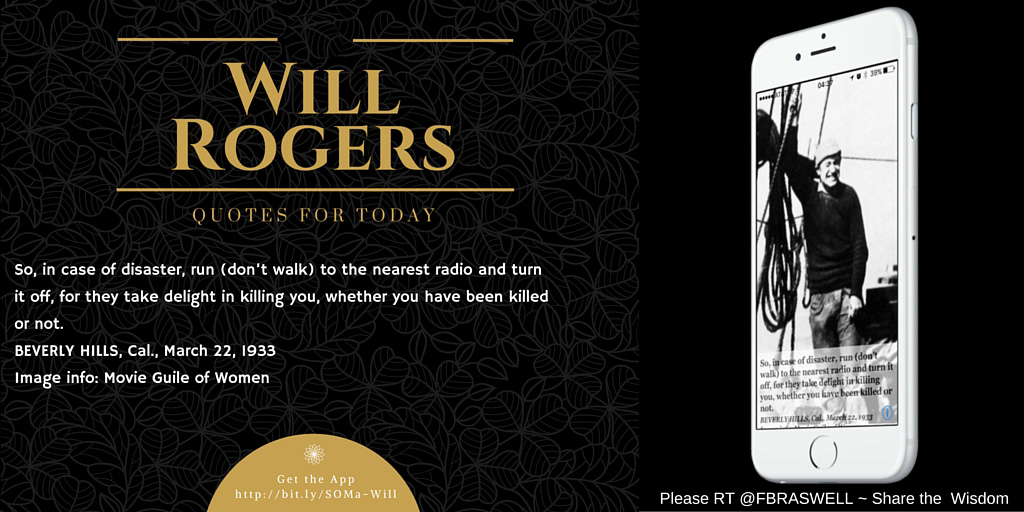 WILL
ROGERS
QUOTES FOR TODAY
So, in case of disaster, run (don't walk) to the nearest radio and turn
it off, for they take delight in killing you, whether you have been killed
or not.
BEVERLY HILLS, Cal., March 22, 1933
Image info: Movie Guile of Women
Get the App
http://bit.ly/SOMa-Will
39%
So, in case of disaster, run (don't
walk) to the nearest radio and turn it
off, for they take delight in killing
you, whether you have been killed or
not.
BEVERLY HILLS, Cal., March 22, 1933
Please RT @FBRASWELL ~ Share the Wisdom